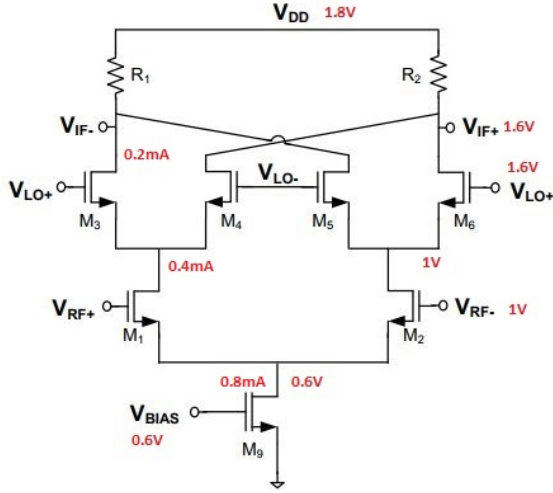 VDD 1.8V
R1 R2
VIF- VIF+ 1.6V
0.2mA 1.6V
VLO+ VLO- VLO+
M3 M4 M5 M6
0.4mA 1V
VRF+ VRF- 1V
M1 M2
0.8mA 0.6V
VBIAS
0.6V
M9